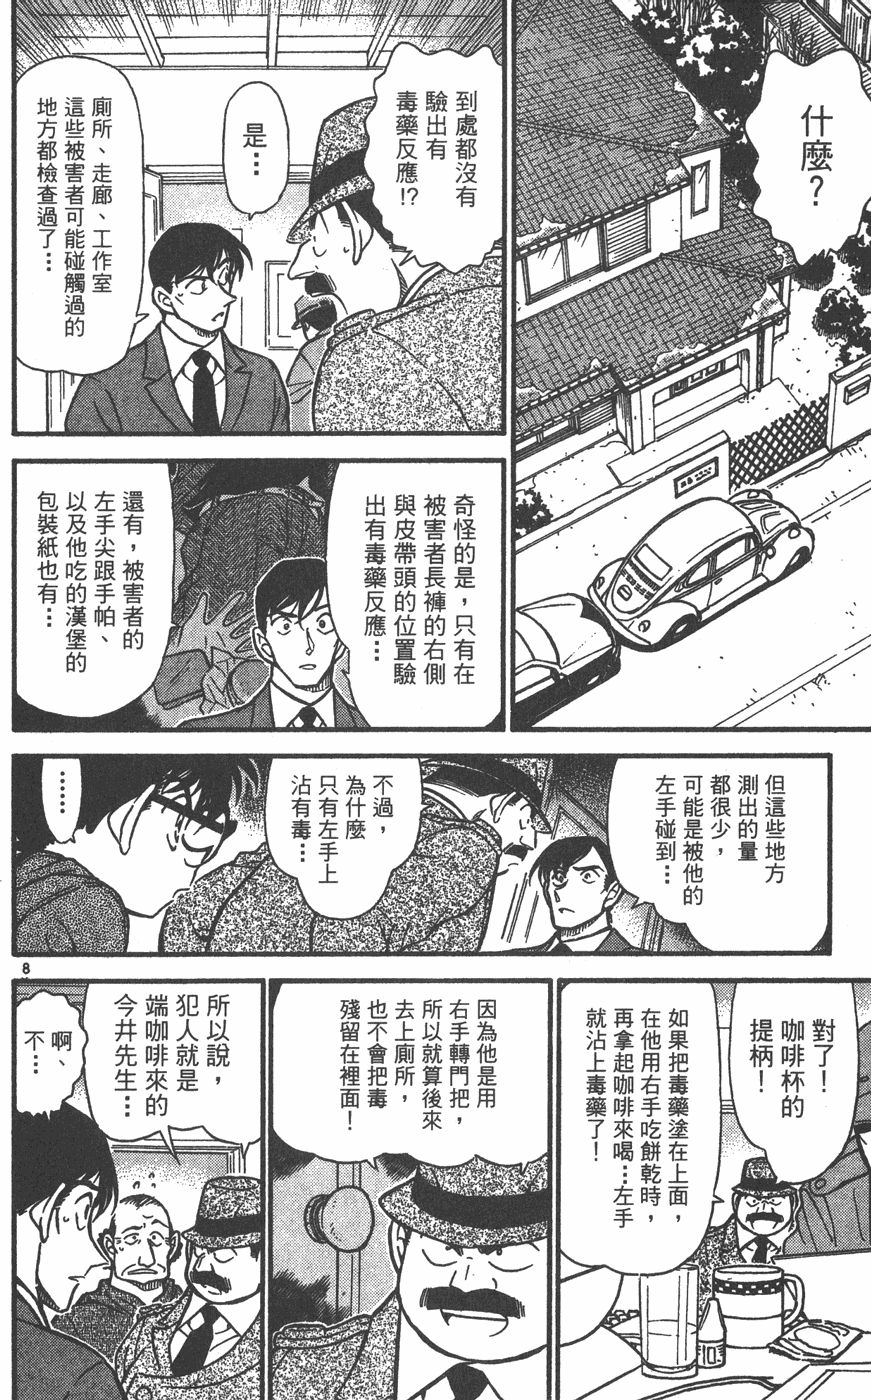 什麼?
到處都沒有
驗出有
毒藥反應!?
是…
廁所、走廊、工作室
這些被害者可能碰觸過的
地方都檢查過了…
奇怪的是,只有在
被害者長褲的右側
與皮帶頭的位置驗
出有毒藥反應…
還有,被害者的
左手尖跟手帕、
以及他吃的漢堡的
包裝紙也有…
但這些地方
測出的量
都很少,
可能是被他的
左手碰到…
不過,
為什麼
只有左手上
沾有毒…
……
8
對了!
咖啡杯的
提柄!
如果把毒藥塗在上面,
在他用右手吃餅乾時,
再拿起咖啡來喝…左手
就沾上毒藥了!
因為他是用
右手轉門把,
所以就算後來
去上廁所,
也不會把毒
殘留在裡面!
所以說,
犯人就是
端咖啡來的
今井先生…
啊、
不…